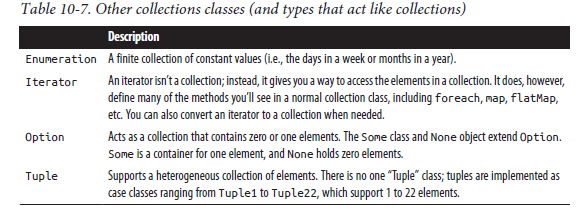 Table 10-7. Other collections classes (and types that act like collections)
Description
Enumeration A finite collection of constant values (i.e., the days in a week or months in a year).
Iterator An iterator isn’t a collection; instead, it gives you a way to access the elements in a collection. It does, however,
define many of the methods you’ll see in a normal collection class, including foreach, map, flatMap,
etc. You can also convert an iterator to a collection when needed.
Option Acts as a collection that contains zero or one elements. The Some class and None object extend Option.
Some is a container for one element, and None holds zero elements.
Tuple Supports a heterogeneous collection of elements. There is no one “Tuple” class; tuples are implemented as
case classes ranging from Tuple1 to Tuple22, which support 1 to 22 elements.